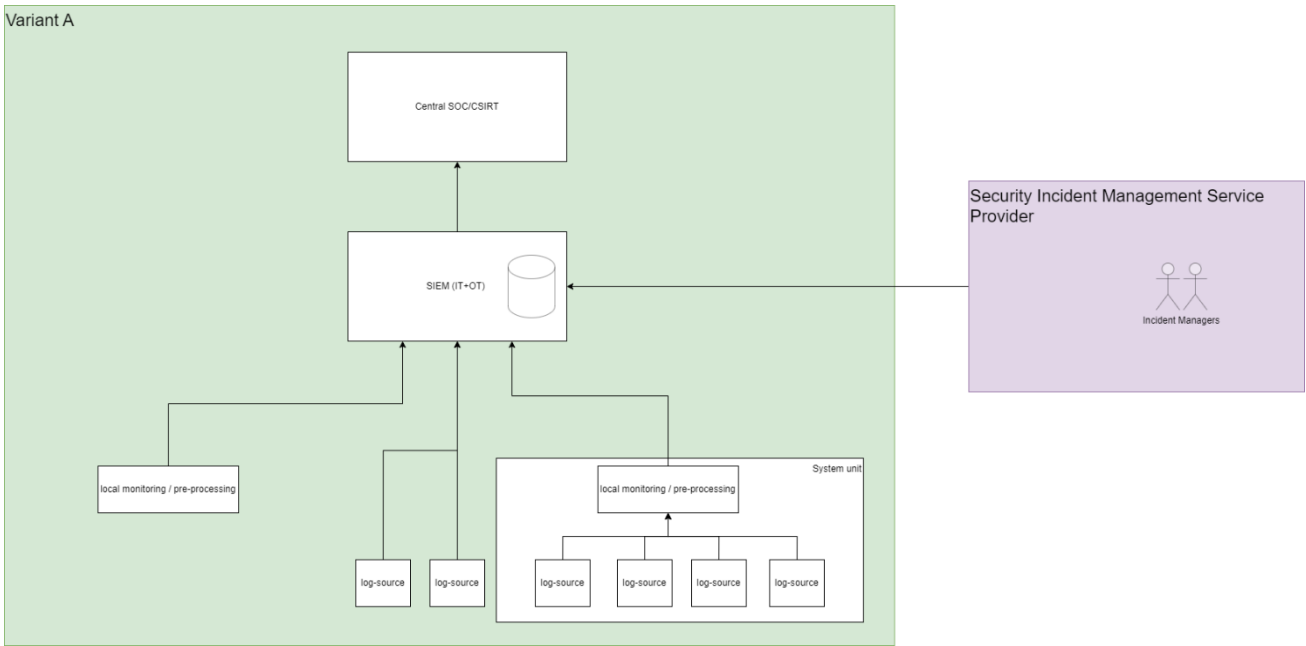 Variant A
Central SOC/CSIRT
Security Incident Management Service
Provider
SIEM (IT+OT)
Incident Managers
System unit
local monitoring / pre-processing
local monitoring / pre-processing
log-source
log-source
log-source
log-source
log-source
log-source